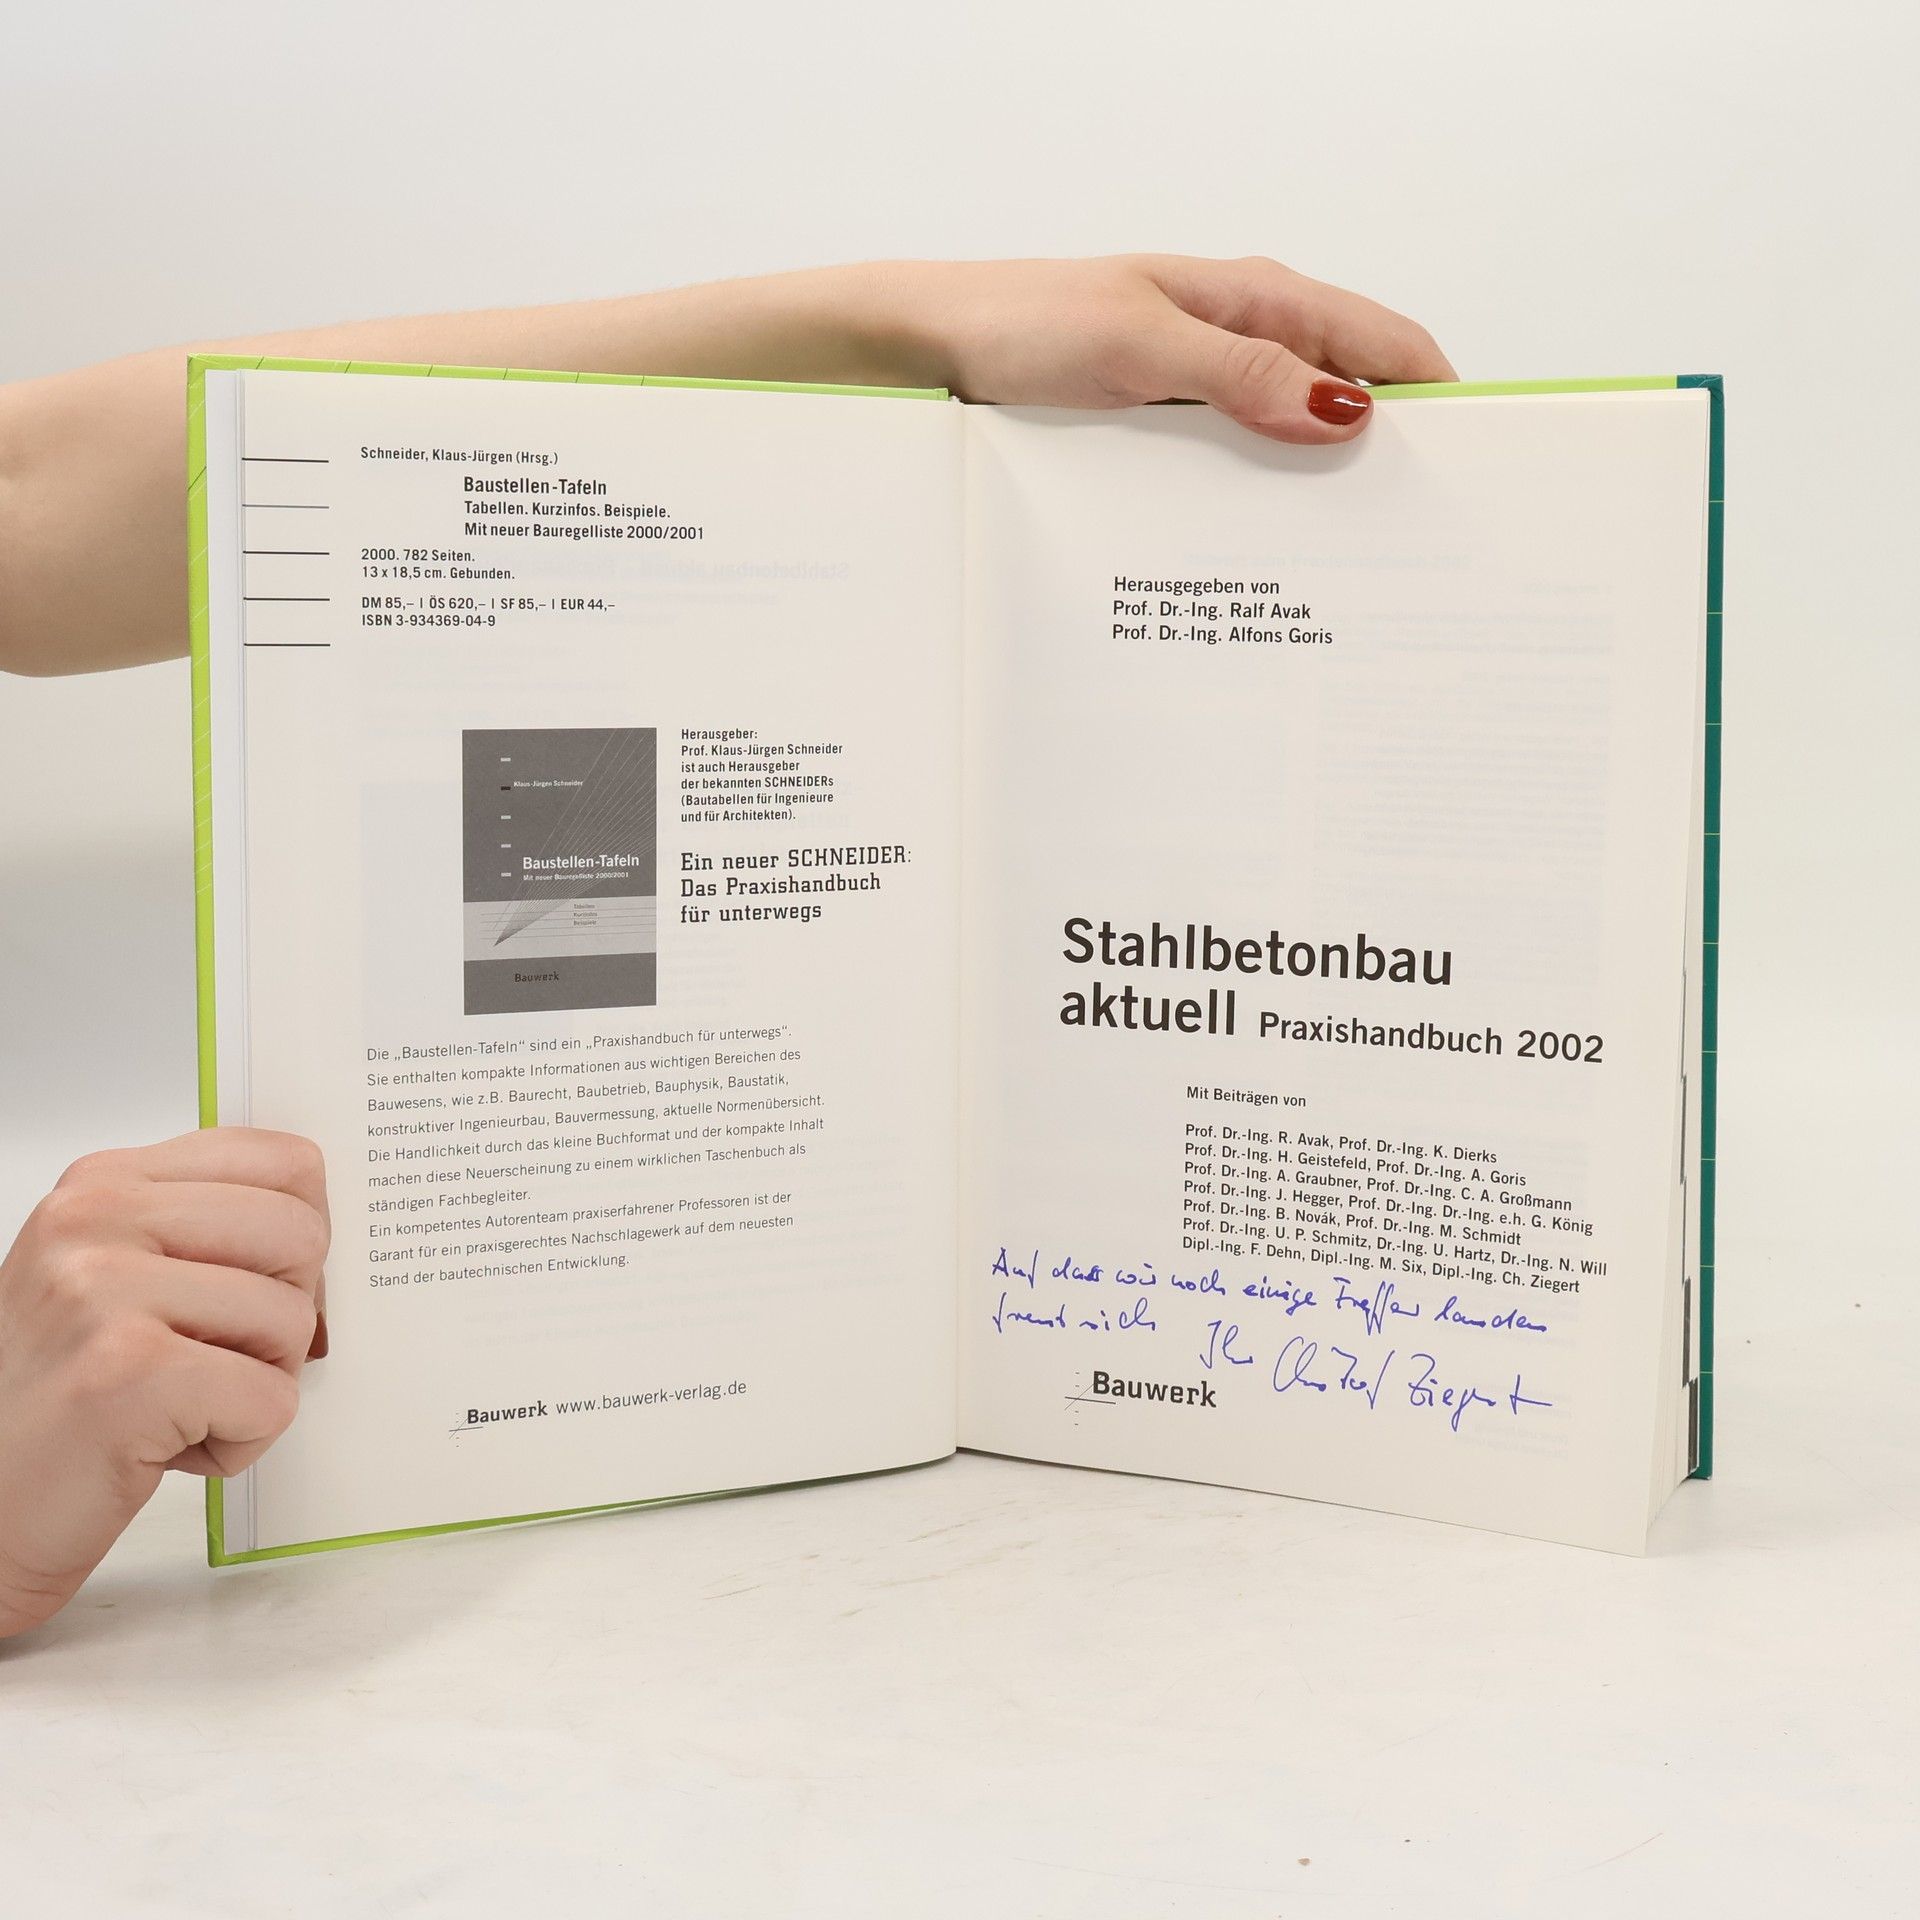 Schneider, Klaus-Jürgen (Hrsg.)
Baustellen-Tafeln
Tabellen. Kurzinfos. Beispiele.
Mit neuer Bauregelliste 2000/2001
2000. 782 Seiten.
13 x 18,5 cm. Gebunden.
DM 85,– I ÖS 620,– I SF 85,– I EUR 44,–
ISBN 3-934369-04-9
Klaus-Jürgen Schneider
Baustellen-Tafeln
Mit neuer Bauregelliste 2000/2001
Tabellen
Kurzinfos
Beispiele
Bauwerk
Herausgeber:
Prof. Klaus-Jürgen Schneider
ist auch Herausgeber
der bekannten SCHNEIDERs
(Bautabellen für Ingenieure
und für Architekten).
Ein neuer SCHNEIDER:
Das Praxishandbuch
für unterwegs
Die „Baustellen-Tafeln“ sind ein „Praxishandbuch für unterwegs“.
Sie enthalten kompakte Informationen aus wichtigen Bereichen des
Bauwesens, wie z.B. Baurecht, Baubetrieb, Bauphysik, Baustatik,
konstruktiver Ingenieurbau, Bauvermessung, aktuelle Normenübersicht.
Die Handlichkeit durch das kleine Buchformat und der kompakte Inhalt
machen diese Neuerscheinung zu einem wirklichen Taschenbuch als
ständigen Fachbegleiter.
Ein kompetentes Autorenteam praxiserfahrener Professoren ist der
Garant für ein praxisgerechtes Nachschlagewerk auf dem neuesten
Stand der bautechnischen Entwicklung.
Bauwerk www.bauwerk-verlag.de
Herausgegeben von
Prof. Dr.-Ing. Ralf Avak
Prof. Dr.-Ing. Alfons Goris
Stahlbetonbau
aktuell Praxishandbuch 2002
Mit Beiträgen von
Prof. Dr.-Ing. R. Avak, Prof. Dr.-Ing. K. Dierks
Prof. Dr.-Ing. H. Geistefeld, Prof. Dr.-Ing. A. Goris
Prof. Dr.-Ing. A. Graubner, Prof. Dr.-Ing. C. A. Großmann
Prof. Dr.-Ing. J. Hegger, Prof. Dr.-Ing. Dr.-Ing. e.h. G. König
Prof. Dr.-Ing. B. Novák, Prof. Dr.-Ing. M. Schmidt
Prof. Dr.-Ing. U. P. Schmitz, Dr.-Ing. U. Hartz, Dr.-Ing. N. Will
Dipl.-Ing. F. Dehn, Dipl.-Ing. M. Six, Dipl.-Ing. Ch. Ziegert
Auf dass wir noch einige Treffer landen
freut sich Ihr Christof Ziegert
Bauwerk